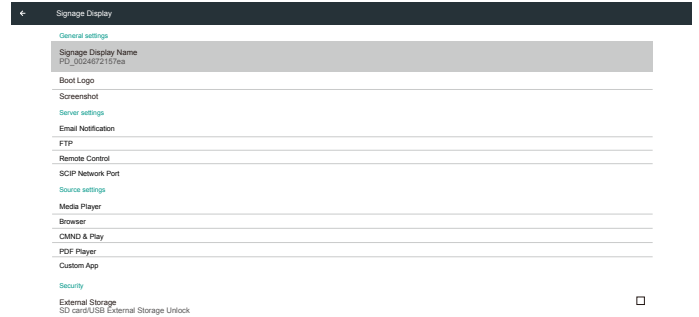 Signage Display
General settings
Signage Display Name
PD_0024672157ea
Boot Logo
Screenshot
Server settings
Email Notification
FTP
Remote Control
SCIP Network Port
Source settings
Media Player
Browser
CMND & Play
PDF Player
Custom App
Security
External Storage
SD card/USB External Storage Unlock